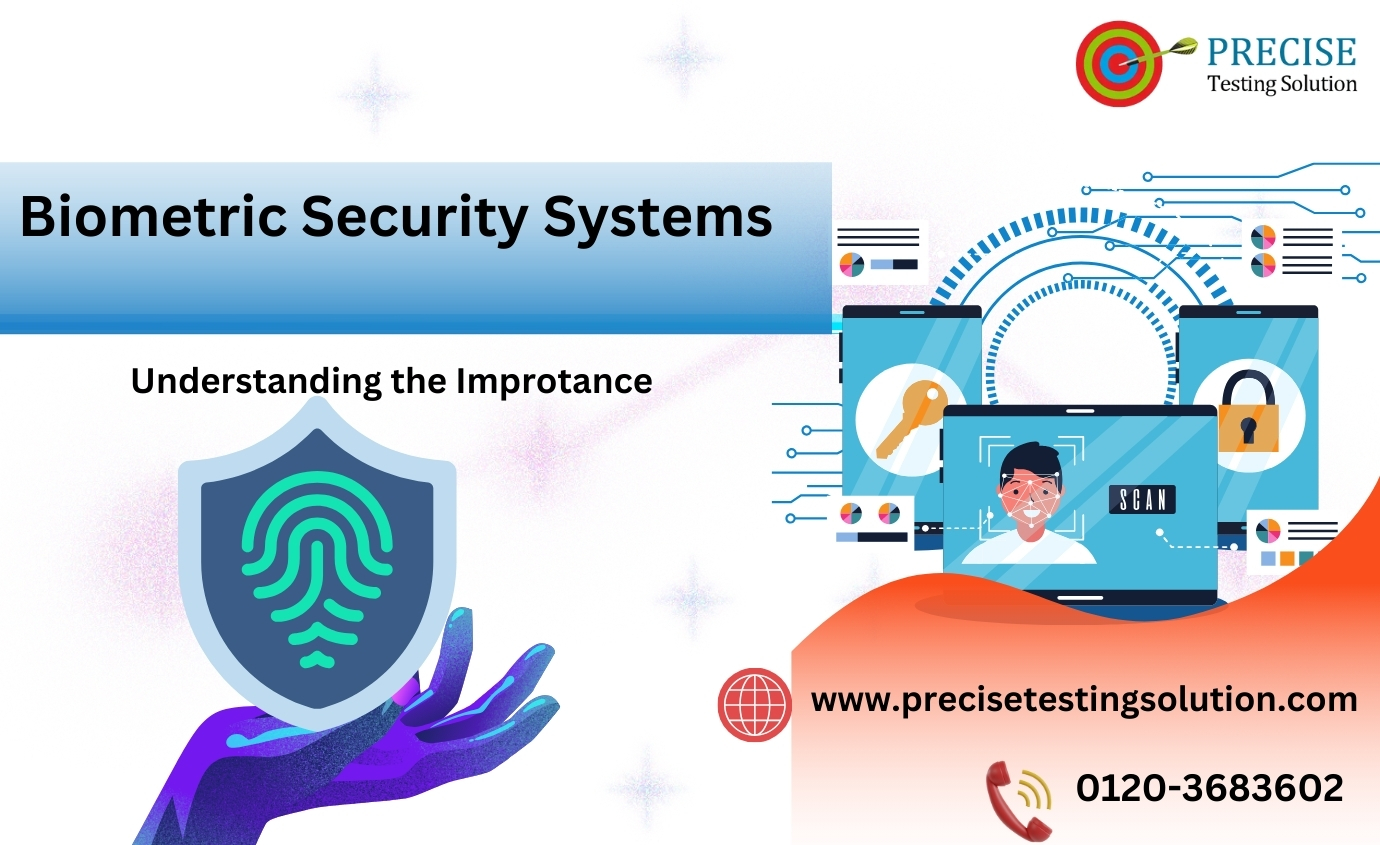 PRECISE
Testing Solution
Biometric Security Systems
Understanding the Improtance
SCAN
www.precisetestingsolution.com
0120-3683602